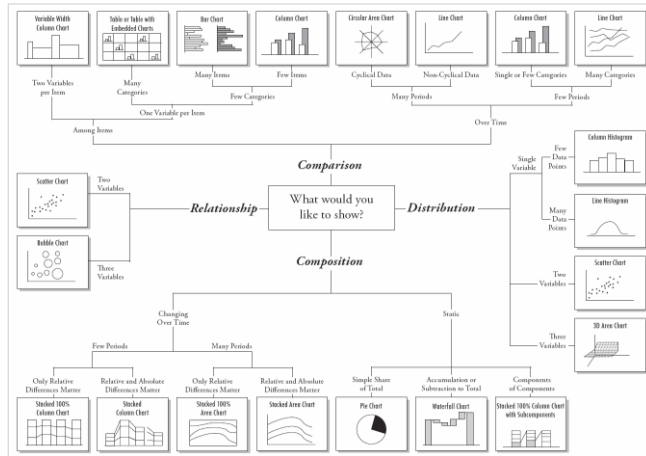 Variable Width
Column Chart
Table or Table with
Embedded Charts
Bar Chart
Column Chart
Circular Area Chart
Line Chart
Column Chart
Line Chart
Two Variables
per Item
Many
Categories
Many Items
Few Items
Cyclical Data
Non-Cyclical Data
Single or Few Categories
Many Categories
Few Categories
Many Periods
Few Periods
One Variable per Item
Among Items
Over Time
Comparison
What would you
like to show?
Relationship
Two
Variables
Scatter Chart
Three
Variables
Bubble Chart
Distribution
Single
Variable
Few
Data
Points
Column Histogram
Many
Data
Points
Line Histogram
Two
Variables
Scatter Chart
Three
Variables
3D Area Chart
Composition
Changing
Over Time
Static
Few Periods
Many Periods
Only Relative
Differences Matter
Relative and Absolute
Differences Matter
Only Relative
Differences Matter
Relative and Absolute
Differences Matter
Simple Share
of Total
Accumulation or
Subtraction to Total
Components
of Components
Stacked 100%
Column Chart
Stacked
Column Chart
Stacked 100%
Area Chart
Stacked Area Chart
Pie Chart
Waterfall Chart
Stacked 100% Column Chart
with Subcomponents